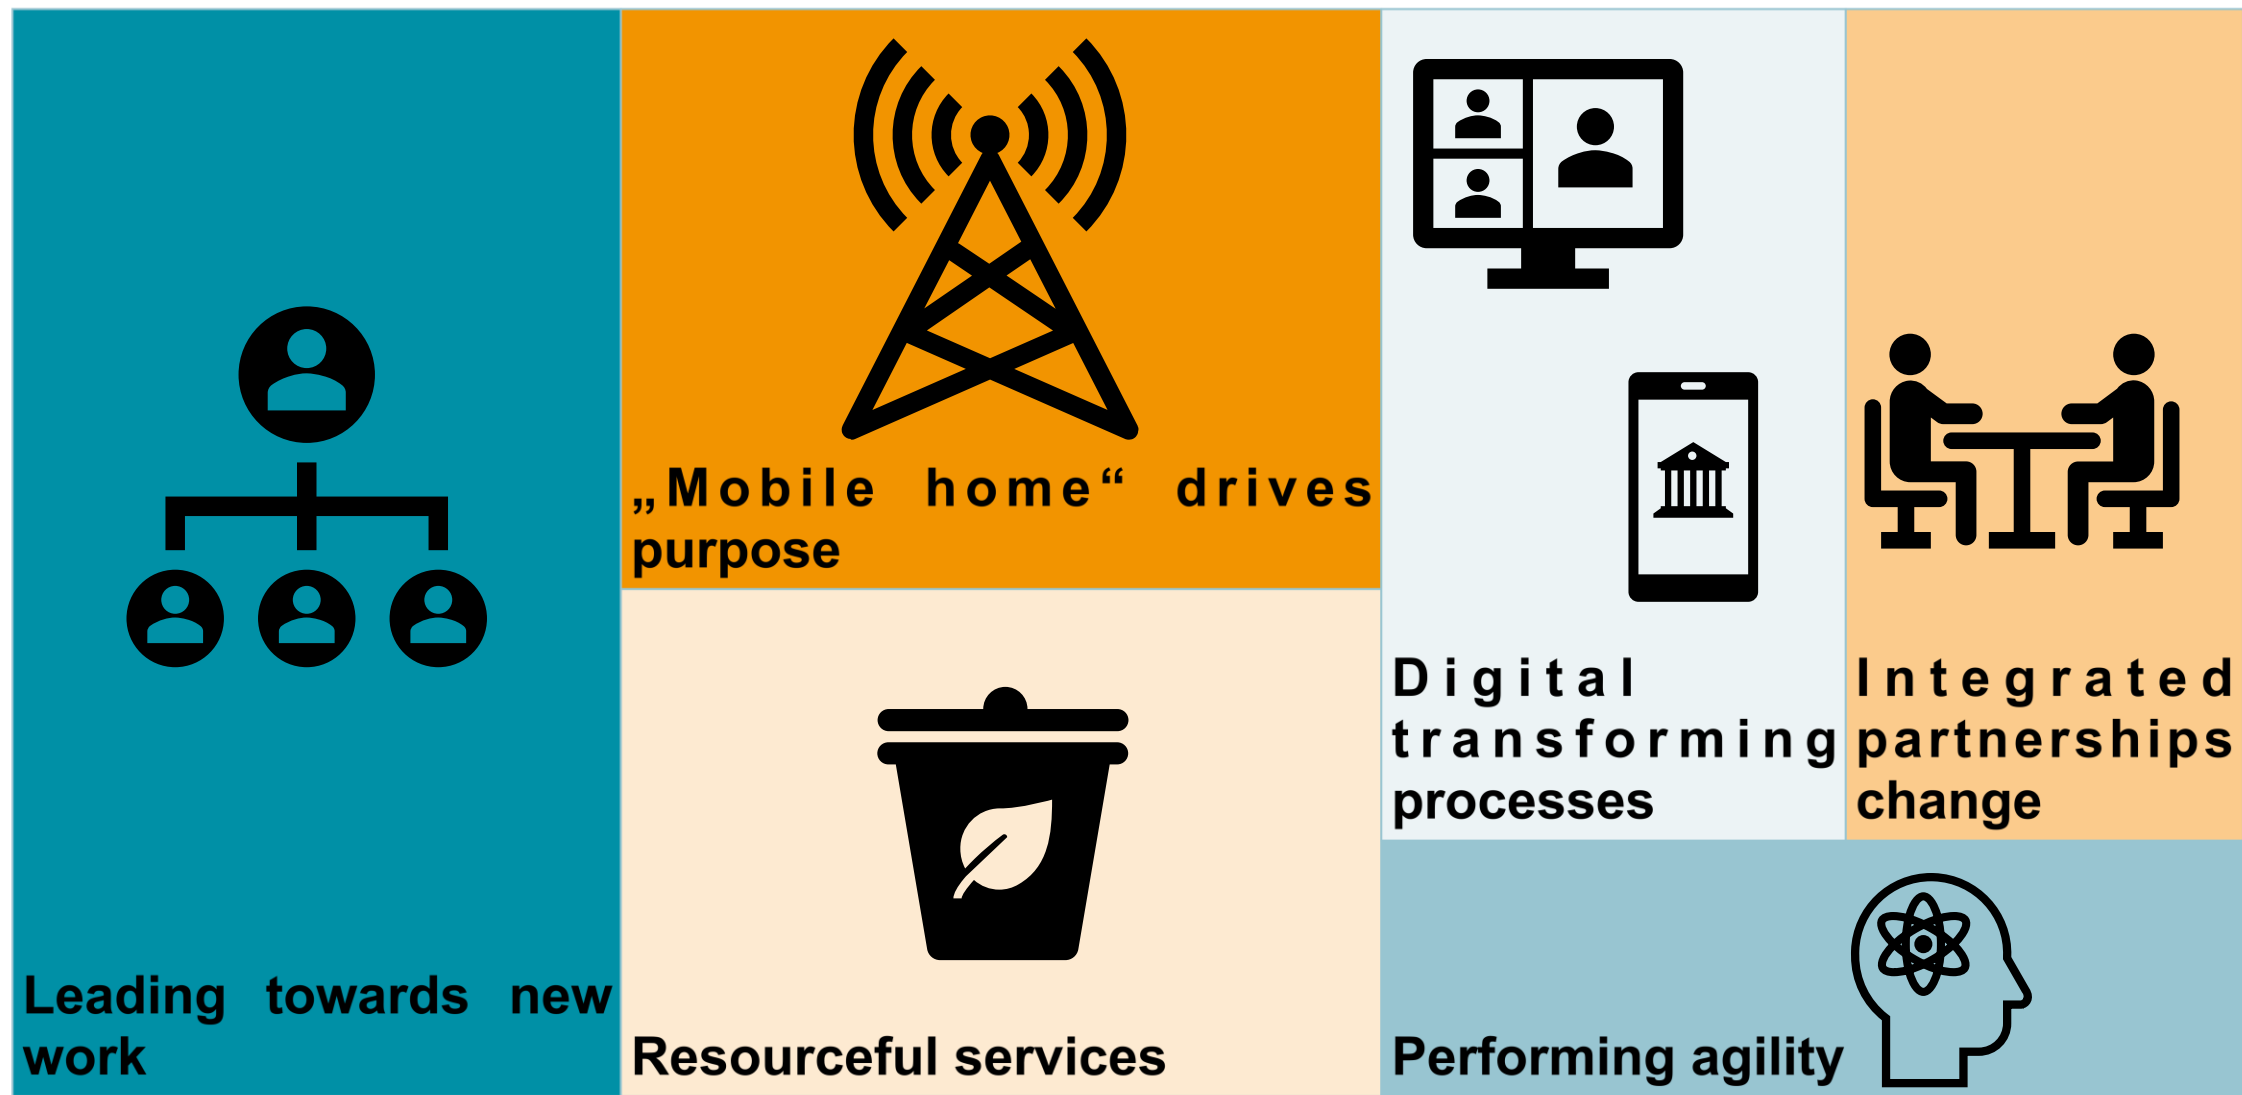 Leading towards new
work
„Mobile home“ drives
purpose
Resourceful services
Digital
transforming
processes
Integrated
partnerships
change
Performing agility